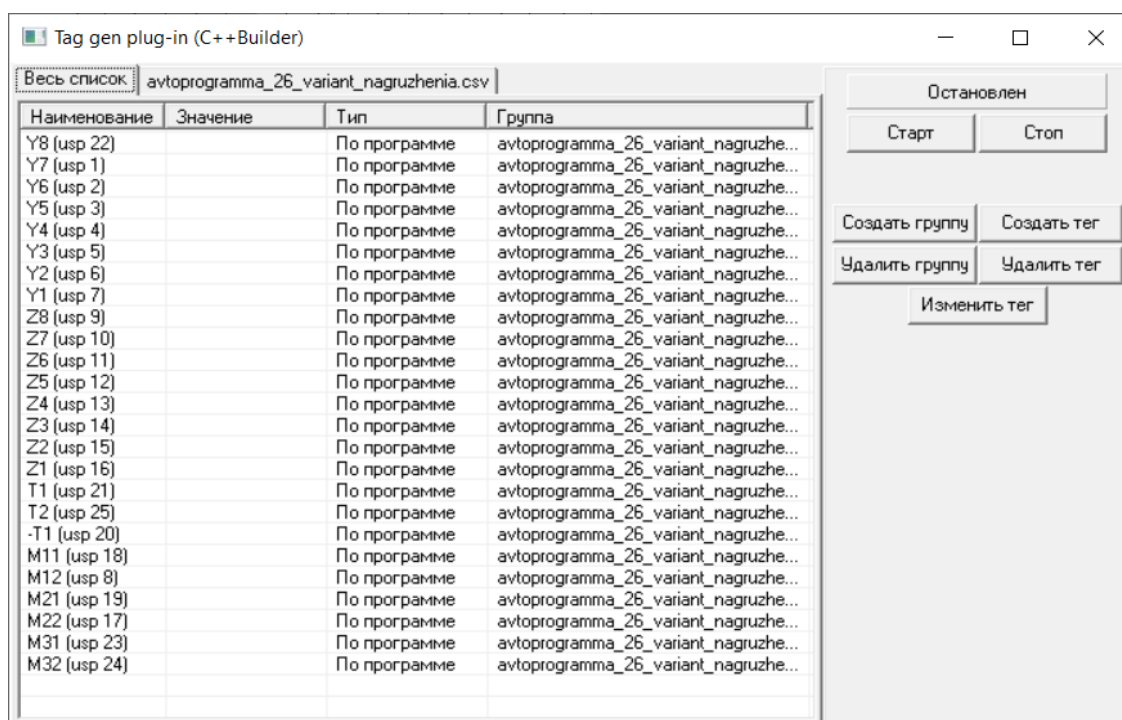 Tag gen plug-in (C++Builder)
Весь список avtoprogramma_26_variant_nagruzhenia.csv
Остановлен
Старт Стоп
Создать группу Создать тег
Удалить группу Удалить тег
Изменить тег
Наименование Значение Тип Группа
Y8 (usp 22) По программе avtoprogramma_26_variant_nagruzhe...
Y7 (usp 1) По программе avtoprogramma_26_variant_nagruzhe...
Y6 (usp 2) По программе avtoprogramma_26_variant_nagruzhe...
Y5 (usp 3) По программе avtoprogramma_26_variant_nagruzhe...
Y4 (usp 4) По программе avtoprogramma_26_variant_nagruzhe...
Y3 (usp 5) По программе avtoprogramma_26_variant_nagruzhe...
Y2 (usp 6) По программе avtoprogramma_26_variant_nagruzhe...
Y1 (usp 7) По программе avtoprogramma_26_variant_nagruzhe...
Z8 (usp 9) По программе avtoprogramma_26_variant_nagruzhe...
Z7 (usp 10) По программе avtoprogramma_26_variant_nagruzhe...
Z6 (usp 11) По программе avtoprogramma_26_variant_nagruzhe...
Z5 (usp 12) По программе avtoprogramma_26_variant_nagruzhe...
Z4 (usp 13) По программе avtoprogramma_26_variant_nagruzhe...
Z3 (usp 14) По программе avtoprogramma_26_variant_nagruzhe...
Z2 (usp 15) По программе avtoprogramma_26_variant_nagruzhe...
Z1 (usp 16) По программе avtoprogramma_26_variant_nagruzhe...
T1 (usp 21) По программе avtoprogramma_26_variant_nagruzhe...
T2 (usp 25) По программе avtoprogramma_26_variant_nagruzhe...
-T1 (usp 20) По программе avtoprogramma_26_variant_nagruzhe...
M11 (usp 18) По программе avtoprogramma_26_variant_nagruzhe...
M12 (usp 8) По программе avtoprogramma_26_variant_nagruzhe...
M21 (usp 19) По программе avtoprogramma_26_variant_nagruzhe...
M22 (usp 17) По программе avtoprogramma_26_variant_nagruzhe...
M31 (usp 23) По программе avtoprogramma_26_variant_nagruzhe...
M32 (usp 24) По программе avtoprogramma_26_variant_nagruzhe...